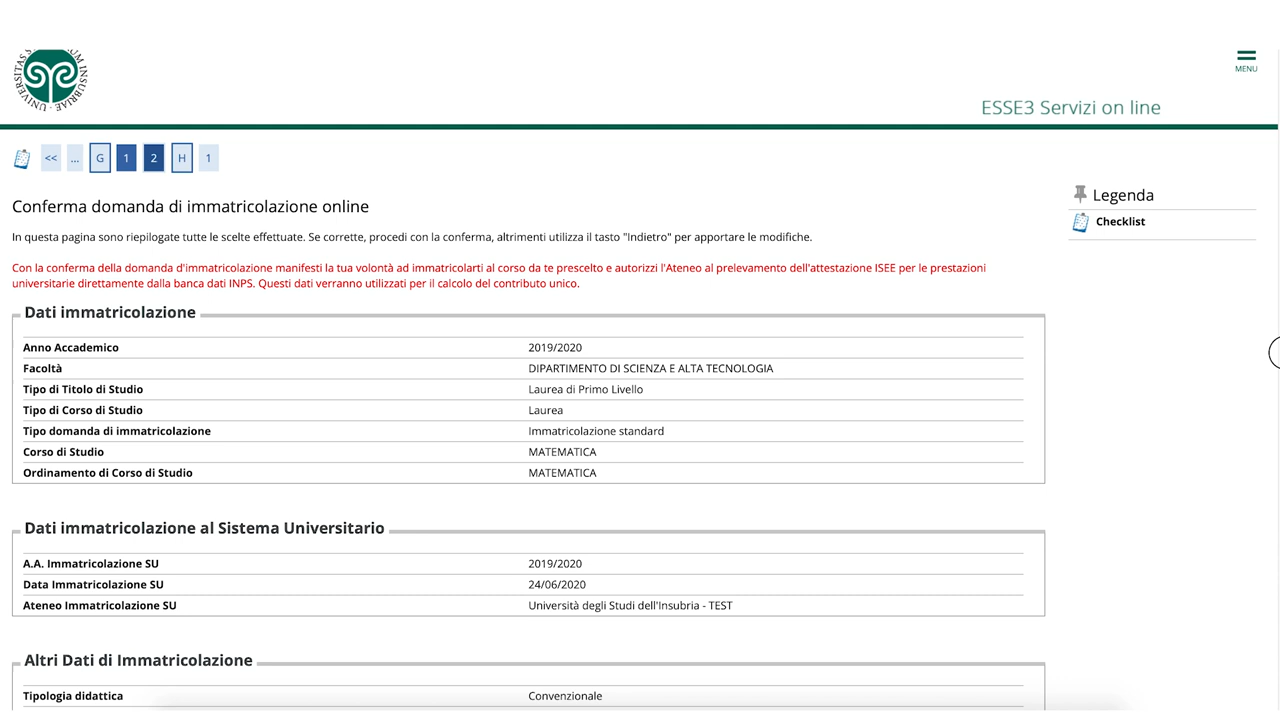 MENU
ESSE3 Servizi on line
<< ... G 1 2 H 1
Conferma domanda di immatricolazione online
In questa pagina sono riepilogate tutte le scelte effettuate. Se corrette, procedi con la conferma, altrimenti utilizza il tasto "Indietro" per apportare le modifiche.
Con la conferma della domanda d'immatricolazione manifesti la tua volontà ad immatricolarti al corso da te prescelto e autorizzi l'Ateneo al prelevamento dell'attestazione ISEE per le prestazioni
universitarie direttamente dalla banca dati INPS. Questi dati verranno utilizzati per il calcolo del contributo unico.
Legenda
Checklist
Dati immatricolazione
Anno Accademico 2019/2020
Facoltà DIPARTIMENTO DI SCIENZA E ALTA TECNOLOGIA
Tipo di Titolo di Studio Laurea di Primo Livello
Tipo di Corso di Studio Laurea
Tipo domanda di immatricolazione Immatricolazione standard
Corso di Studio MATEMATICA
Ordinamento di Corso di Studio MATEMATICA
Dati immatricolazione al Sistema Universitario
A.A. Immatricolazione SU 2019/2020
Data Immatricolazione SU 24/06/2020
Ateneo Immatricolazione SU Università degli Studi dell'Insubria - TEST
Altri Dati di Immatricolazione
Tipologia didattica Convenzionale